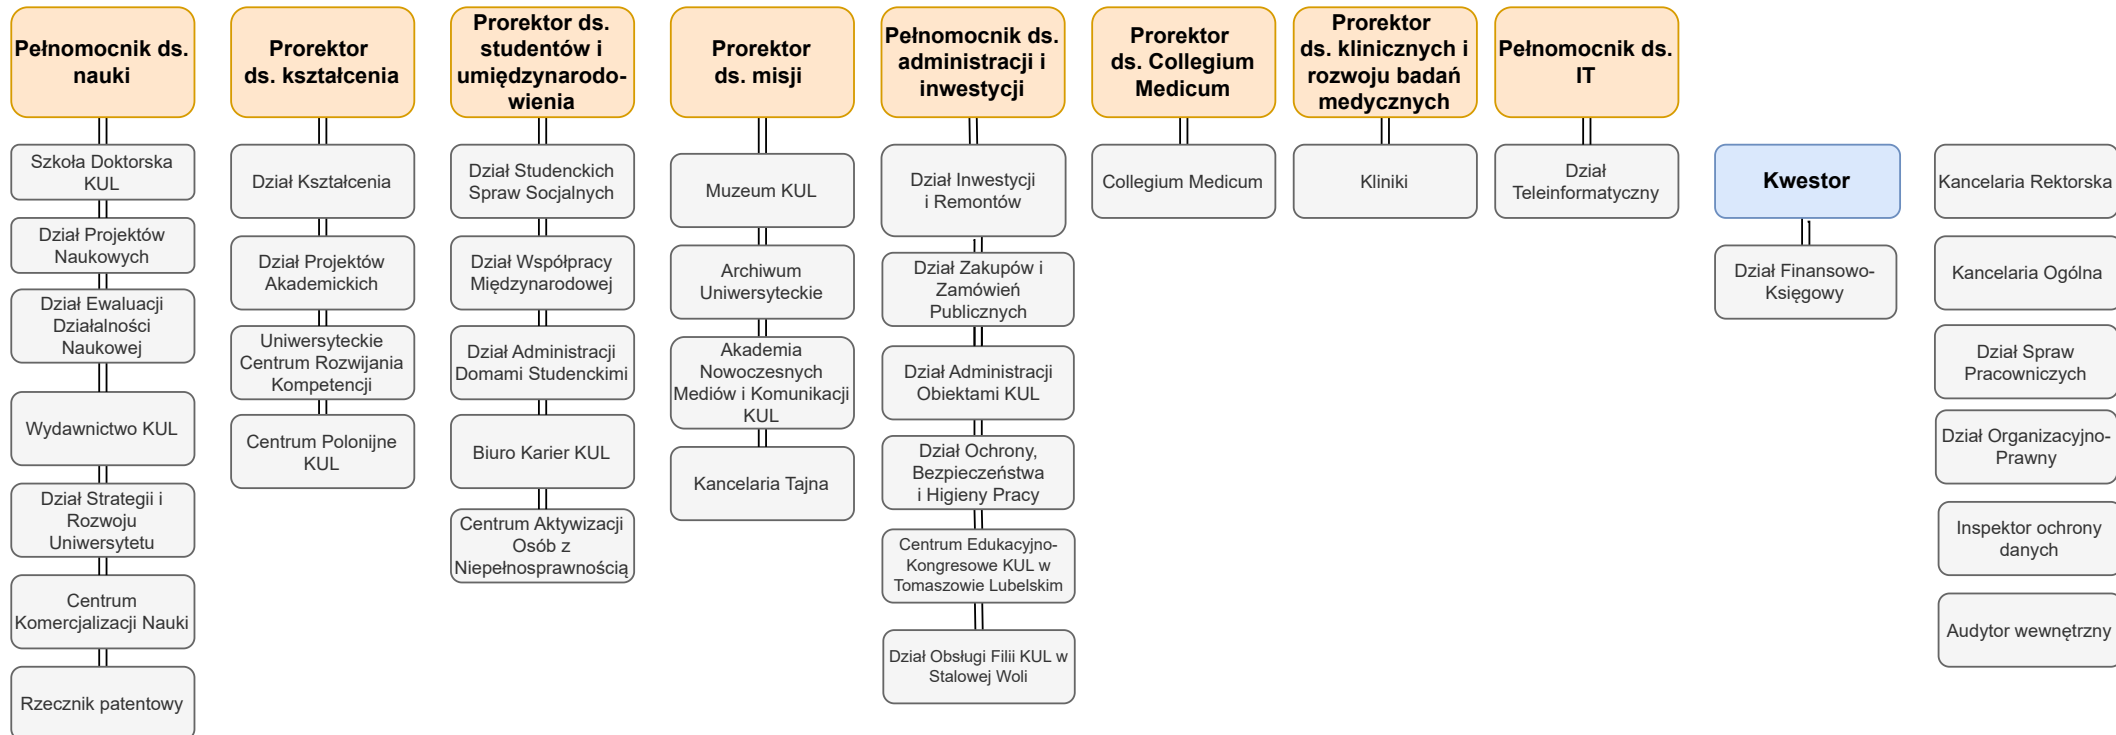 Pełnomocnik ds.
nauki
Szkoła Doktorska
KUL
Dział Projektów
Naukowych
Dział Ewaluacji
Działalności
Naukowej
Wydawnictwo KUL
Dział Strategii i
Rozwoju
Uniwersytetu
Centrum
Komercjalizacji Nauki
Rzecznik patentowy
Prorektor
ds. kształcenia
Dział Kształcenia
Dział Projektów
Akademickich
Uniwersyteckie
Centrum Rozwijania
Kompetencji
Centrum Polonijne
KUL
Prorektor ds.
studentów i
umiędzynarodo-
wienia
Dział Studenckich
Spraw Socjalnych
Dział Współpracy
Międzynarodowej
Dział Administracji
Domami Studenckimi
Biuro Karier KUL
Centrum Aktywizacji
Osób z
Niepełnosprawnością
Prorektor
ds. misji
Muzeum KUL
Archiwum
Uniwersyteckie
Akademia
Nowoczesnych
Mediów i Komunikacji
KUL
Kancelaria Tajna
Pełnomocnik ds.
administracji i
inwestycji
Dział Inwestycji
i Remontów
Dział Zakupów i
Zamówień
Publicznych
Dział Administracji
Obiektami KUL
Dział Ochrony,
Bezpieczeństwa
i Higieny Pracy
Centrum Edukacyjno-
Kongresowe KUL w
Tomaszowie Lubelskim
Dział Obsługi Filii KUL w
Stalowej Woli
Prorektor
ds. Collegium
Medicum
Collegium Medicum
Prorektor
ds. klinicznych i
rozwoju badań
medycznych
Kliniki
Pełnomocnik ds.
IT
Dział
Teleinformatyczny
Kwestor
Dział Finansowo-
Księgowy
Kancelaria Rektorska
Kancelaria Ogólna
Dział Spraw
Pracowniczych
Dział Organizacyjno-
Prawny
Inspektor ochrony
danych
Audytor wewnętrzny